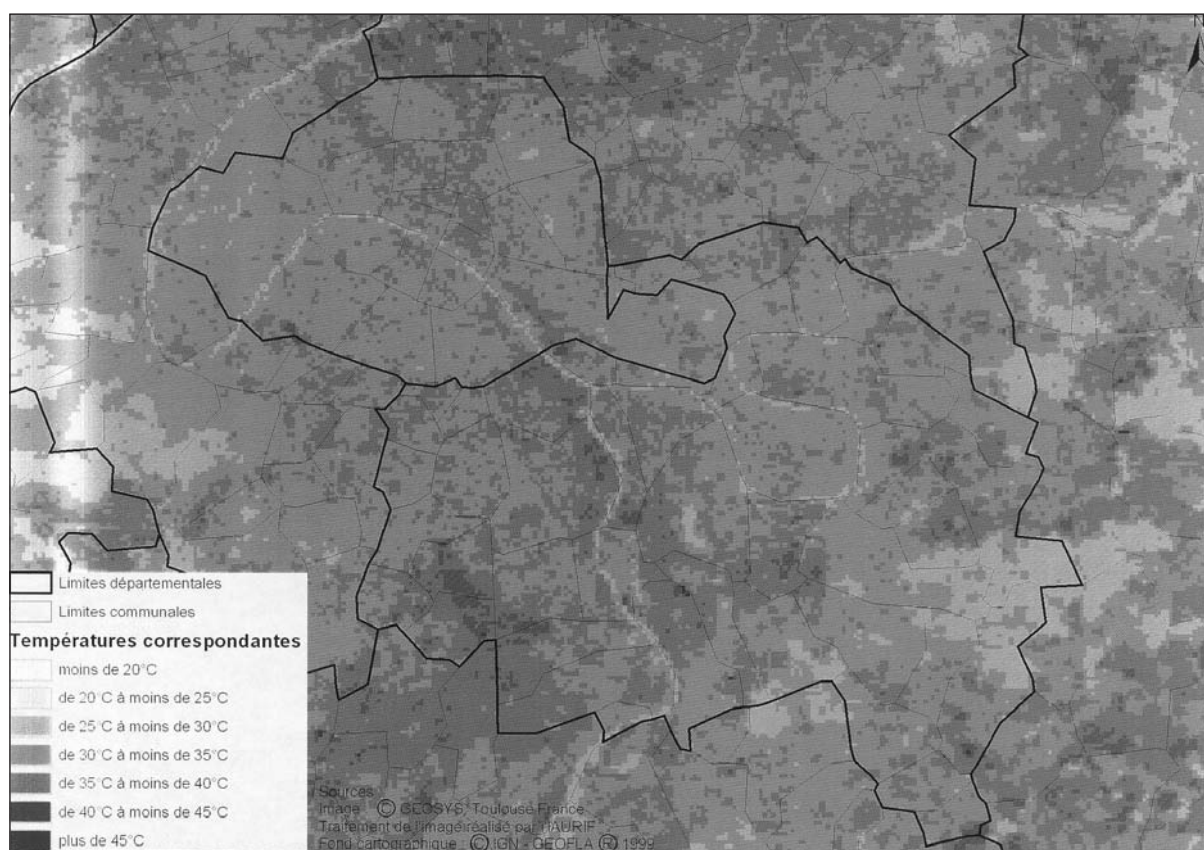 N
Limites départementales
Limites communales
Températures correspondantes
moins de 20°C
de 20°C à moins de 25°C
de 25°C à moins de 30°C
de 30°C à moins de 35°C
de 35°C à moins de 40°C
de 40°C à moins de 45°C
plus de 45°C
Sources
Image : © GEOSYS, Toulouse France
Traitement de l'image réalisé par l'IAURIF
Fond cartographique : © IGN - GEOFLA ® 1999